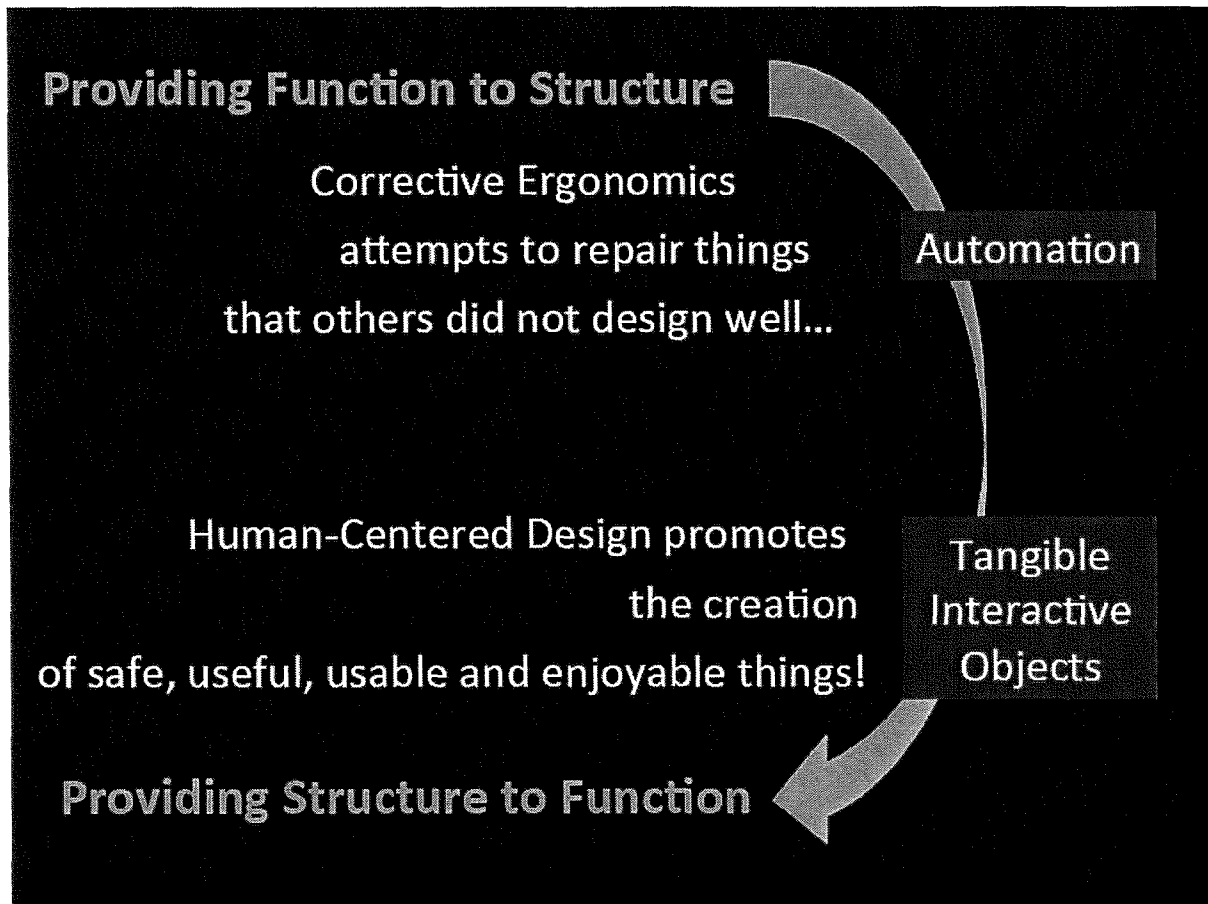 Providing Function to Structure
Corrective Ergonomics
attempts to repair things
that others did not design well...
Automation
Human-Centered Design promotes
the creation
of safe, useful, usable and enjoyable things!
Tangible
Interactive
Objects
Providing Structure to Function